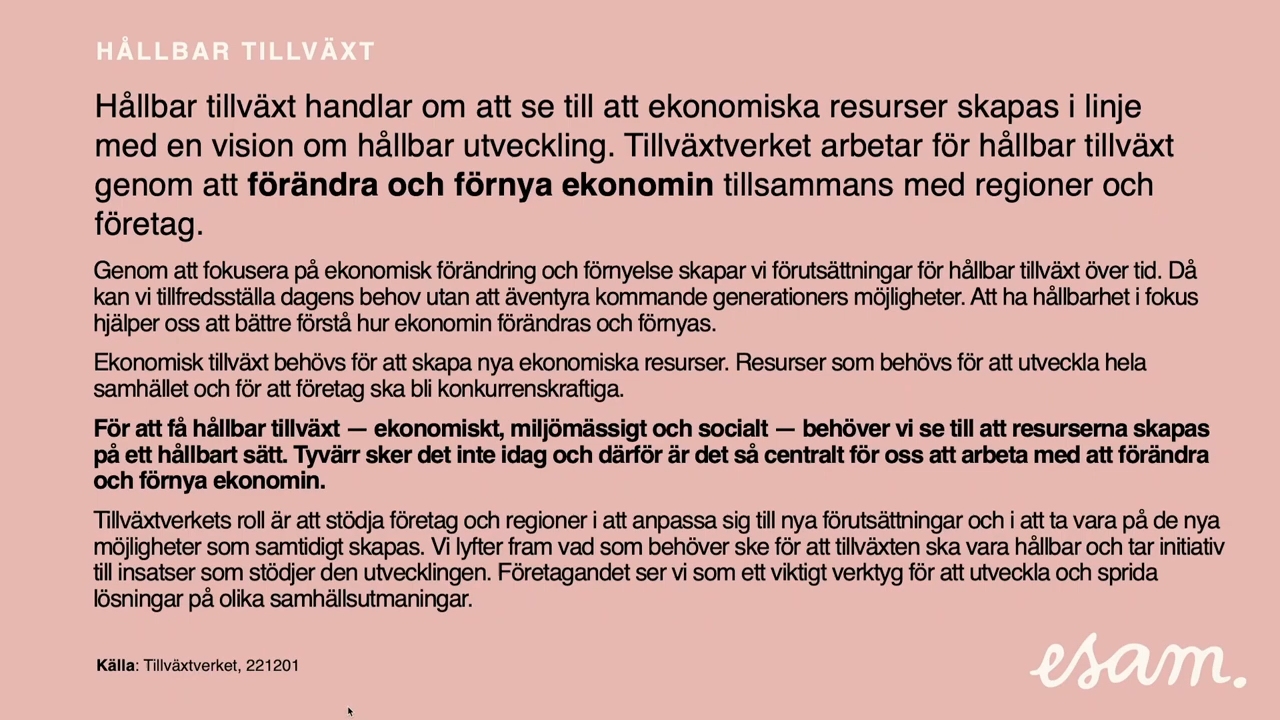 HÅLLBAR TILLVÄXT
Hållbar tillväxt handlar om att se till att ekonomiska resurser skapas i linje
med en vision om hållbar utveckling. Tillväxtverket arbetar för hållbar tillväxt
genom att förändra och förnya ekonomin tillsammans med regioner och
företag.
Genom att fokusera på ekonomisk förändring och förnyelse skapar vi förutsättningar för hållbar tillväxt över tid. Då
kan vi tillfredsställa dagens behov utan att äventyra kommande generationers möjligheter. Att ha hållbarhet i fokus
hjälper oss att bättre förstå hur ekonomin förändras och förnyas.
Ekonomisk tillväxt behövs för att skapa nya ekonomiska resurser. Resurser som behövs för att utveckla hela
samhället och för att företag ska bli konkurrenskraftiga.
För att få hållbar tillväxt — ekonomiskt, miljömässigt och socialt — behöver vi se till att resurserna skapas
på ett hållbart sätt. Tyvärr sker det inte idag och därför är det så centralt för oss att arbeta med att förändra
och förnya ekonomin.
Tillväxtverkets roll är att stödja företag och regioner i att anpassa sig till nya förutsättningar och i att ta vara på de nya
möjligheter som samtidigt skapas. Vi lyfter fram vad som behöver ske för att tillväxten ska vara hållbar och tar initiativ
till insatser som stödjer den utvecklingen. Företagandet ser vi som ett viktigt verktyg för att utveckla och sprida
lösningar på olika samhällsutmaningar.
Källa: Tillväxtverket, 221201
esam.